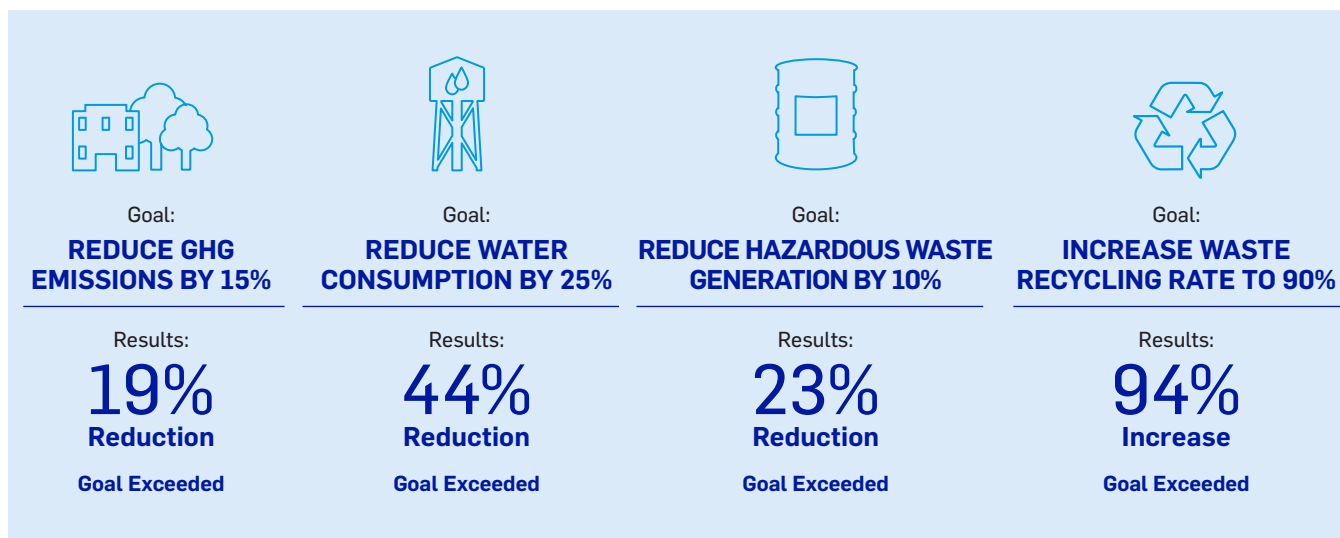 Goal:
REDUCE GHG
EMISSIONS BY 15%
Results:
19%
Reduction
Goal Exceeded
Goal:
REDUCE WATER
CONSUMPTION BY 25%
Results:
44%
Reduction
Goal Exceeded
Goal:
REDUCE HAZARDOUS WASTE
GENERATION BY 10%
Results:
23%
Reduction
Goal Exceeded
Goal:
INCREASE WASTE
RECYCLING RATE TO 90%
Results:
94%
Increase
Goal Exceeded